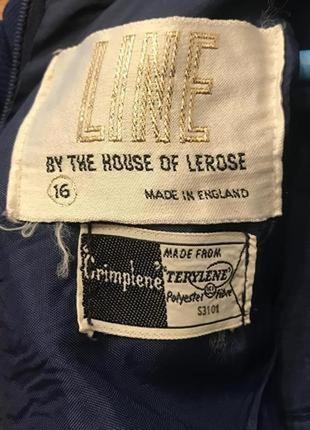 LINE
BY THE HOUSE OF LEROSE
16
MADE IN ENGLAND
Crimplene
MADE FROM
"TERYLENE"
Polyester Fibre
S3101